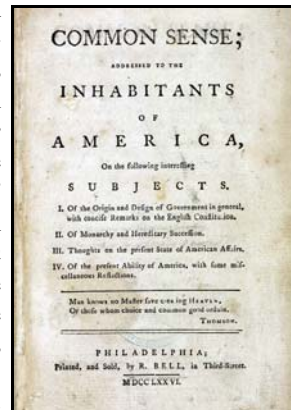 COMMON SENSE;
ADDRESSED TO THE
INHABITANTS
OF
AMERICA,
On the following interesting
SUBJECTS.
I. Of the Origin and Design of Government in general,
with concise Remarks on the English Constitution.
II. Of Monarchy and Hereditary Succession.
III. Thoughts on the present State of American Affairs.
IV. Of the present Ability of America, with some mis-
cellaneous Reflections.
Man knows no Master save creating HEAVEN,
Or those whom choice and common good ordain.
THOMSON.
PHILADELPHIA;
Printed, and Sold, by R. BELL, in Third-Street.
MDCCLXXVI.